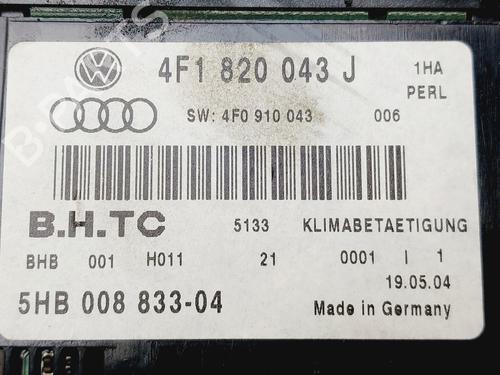 4F1 820 043 J
1HA
PERL
SW: 4F0 910 043
006
B.H.TC
5133
KLIMABETAETIGUNG
BHB 001 H011 21 0001 I 1
19.05.04
5HB 008 833-04
Made in Germany